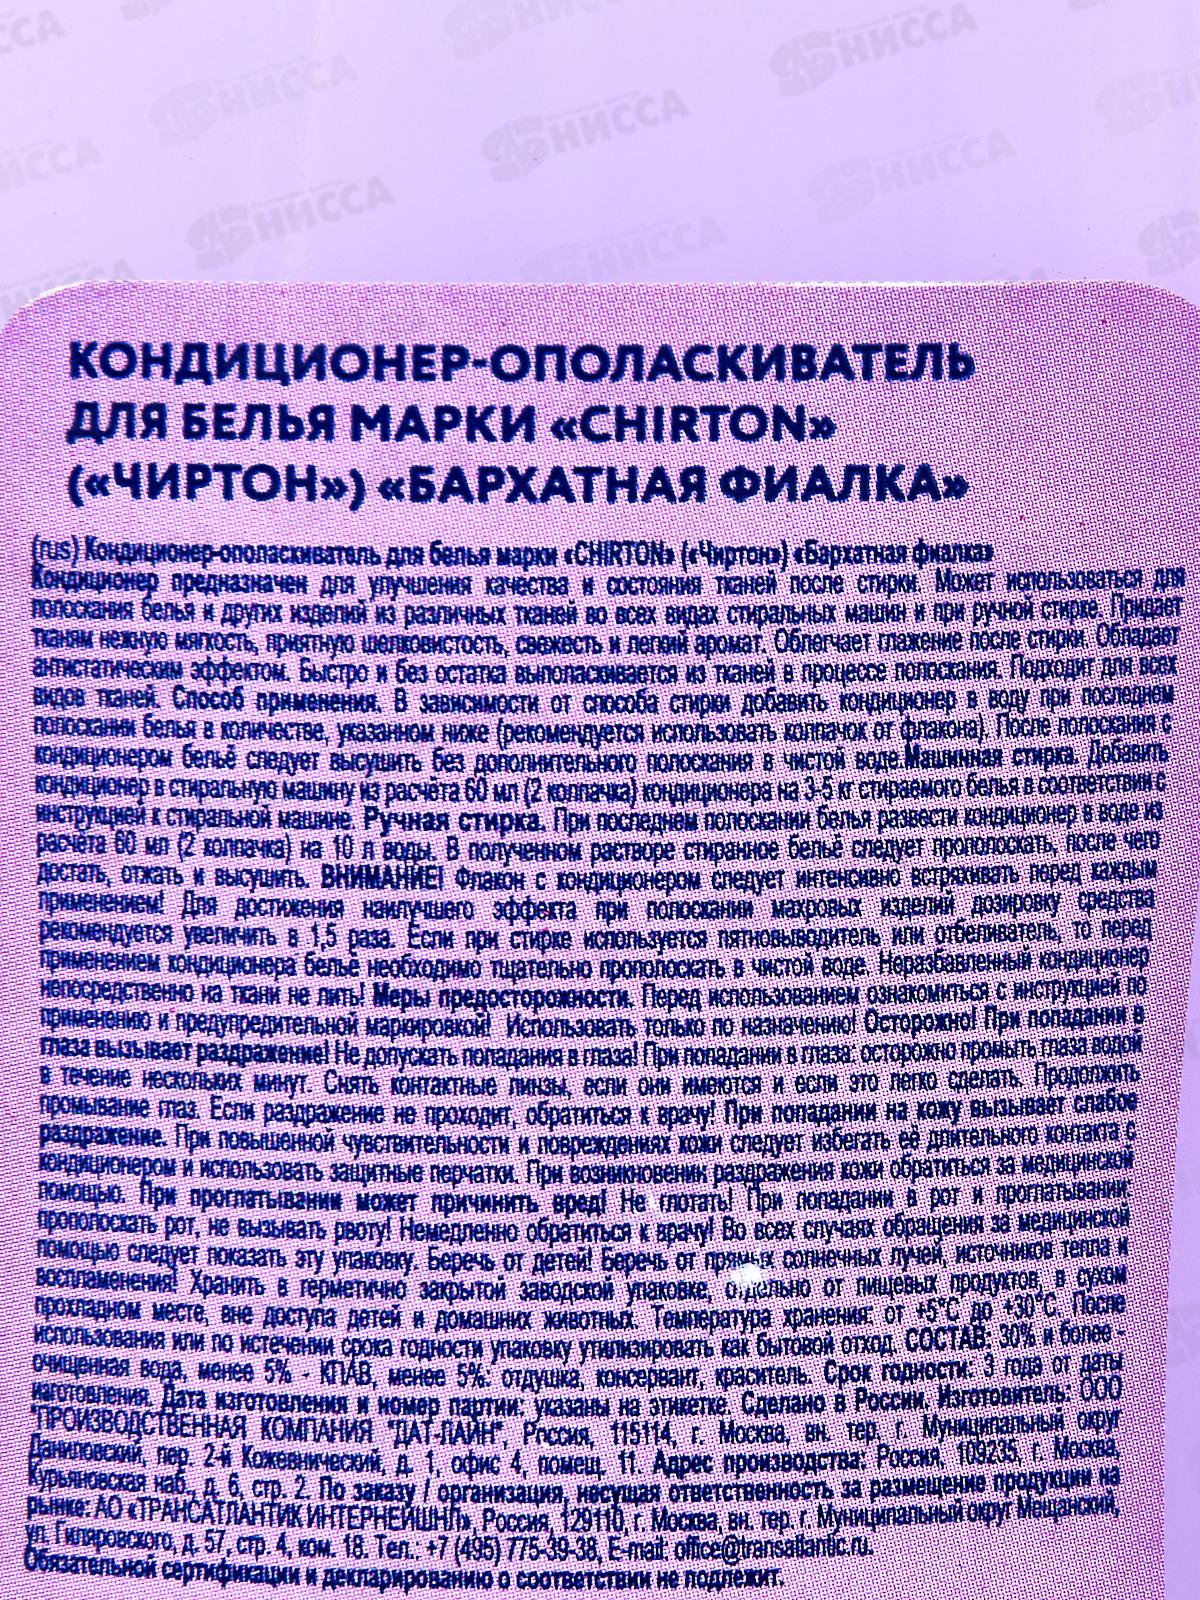 КОНДИЦИОНЕР-ОПОЛАСКИВАТЕЛЬ
ДЛЯ БЕЛЬЯ МАРКИ «CHIRTON»
(«ЧИРТОН») «БАРХАТНАЯ ФИАЛКА»
(rus) Кондиционер-ополаскиватель для белья марки «CHIRTON» («Чиртон») «Бархатная фиалка»
Кондиционер предназначен для улучшения качества и состояния тканей после стирки. Может использоваться для
полоскания белья и других изделий из различных тканей во всех видах стиральных машин и при ручной стирке. Придает
тканям нежную мягкость, приятную шелковистость, свежесть и легкий аромат. Облегчает глажение после стирки. Обладает
антистатическим эффектом. Быстро и без остатка выполаскивается из тканей в процессе полоскания. Подходит для всех
видов тканей. Способ применения. В зависимости от способа стирки добавить кондиционер в воду при последнем
полоскании белья в количестве, указанном ниже (рекомендуется использовать колпачок от флакона). После полоскания с
кондиционером бельё следует высушить без дополнительного полоскания в чистой воде.Машинная стирка. Добавить
кондиционер в стиральную машину из расчёта 60 мл (2 колпачка) кондиционера на 3-5 кг стираемого белья в соответствии с
инструкцией к стиральной машине. Ручная стирка. При последнем полоскании белья развести кондиционер в воде из
расчёта 60 мл (2 колпачка) на 10 л воды. В полученном растворе стиранное бельё следует прополоскать, после чего
достать, отжать и высушить. ВНИМАНИЕ! Флакон с кондиционером следует интенсивно встряхивать перед каждым
применением! Для достижения наилучшего эффекта при полоскании махровых изделий дозировку средства
рекомендуется увеличить в 1,5 раза. Если при стирке используется пятновыводитель или отбеливатель, то перед
применением кондиционера бельё необходимо тщательно прополоскать в чистой воде. Неразбавленный кондиционер
непосредственно на ткани не лить! Меры предосторожности. Перед использованием ознакомиться с инструкцией по
применению и предупредительной маркировкой! Использовать только по назначению! Осторожно! При попадании в
глаза вызывает раздражение! Не допускать попадания в глаза! При попадании в глаза: осторожно промыть глаза водой
в течение нескольких минут. Снять контактные линзы, если они имеются и если это легко сделать. Продолжить
промывание глаз. Если раздражение не проходит, обратиться к врачу! При попадании на кожу вызывает слабое
раздражение. При повышенной чувствительности и повреждениях кожи следует избегать её длительного контакта с
кондиционером и использовать защитные перчатки. При возникновении раздражения кожи обратиться за медицинской
помощью. При проглатывании может причинить вред! Не глотать! При попадании в рот и проглатывании:
прополоскать рот, не вызывать рвоту! Немедленно обратиться к врачу! Во всех случаях обращения за медицинской
помощью следует показать эту упаковку. Беречь от детей! Беречь от прямых солнечных лучей, источников тепла и
воспламенения! Хранить в герметично закрытой заводской упаковке, отдельно от пищевых продуктов, в сухом
прохладном месте, вне доступа детей и домашних животных. Температура хранения: от +5°С до +30°С. После
использования или по истечении срока годности упаковку утилизировать как бытовой отход. СОСТАВ: 30% и более -
очищенная вода, менее 5% - КПАВ, менее 5%: отдушка, консервант, краситель. Срок годности: 3 года от даты
изготовления. Дата изготовления и номер партии: указаны на этикетке. Сделано в России. Изготовитель: ООО
"ПРОИЗВОДСТВЕННАЯ КОМПАНИЯ "ДАТ-ЛАЙН", Россия, 115114, г. Москва, вн. тер. г. Муниципальный округ
Даниловский, пер. 2-й Кожевнический, д. 1, офис 4, помещ. 11. Адрес производства: Россия, 109235, г. Москва,
Курьяновская наб., д. 6, стр. 2. По заказу / организация, несущая ответственность за размещение продукции на
рынке: АО «ТРАНСАТЛАНТИК ИНТЕРНЕЙШНЛ», Россия, 129110, г. Москва, вн. тер. г. Муниципальный округ Мещанский,
ул. Гиляровского, д. 57, стр. 4, ком. 18. Тел.: +7 (495) 775-39-38, E-mail: office@transatlantic.ru.
Обязательной сертификации и декларированию о соответствии не подлежит.